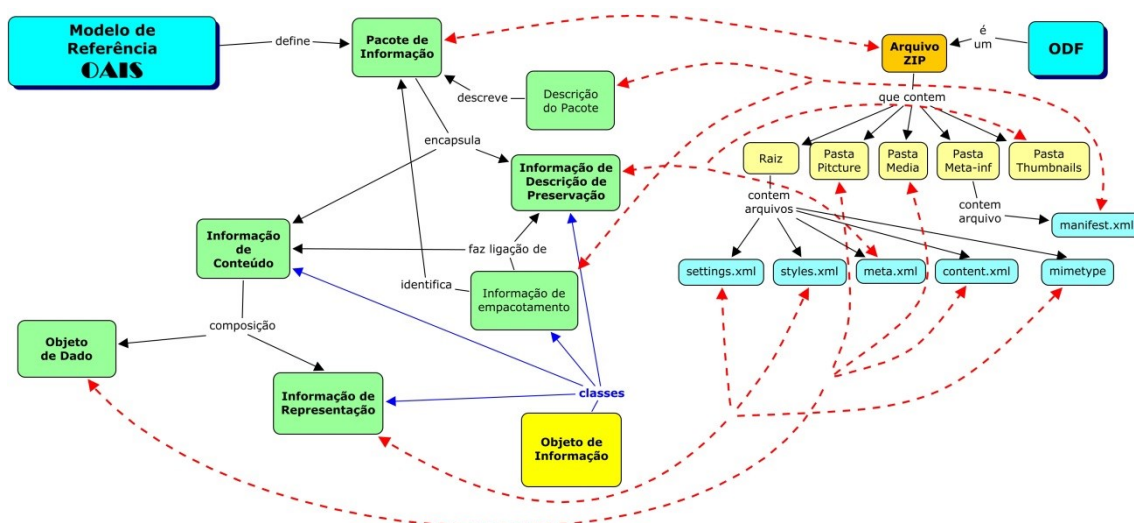 Modelo de
Referência
OAIS
define
Pacote de
Informação
é
um
Arquivo
ZIP
ODF
descreve
Descrição
do Pacote
que contem
encapsula
Informação de
Descrição de
Preservação
Raiz
Pasta
Pitcture
Pasta
Media
Pasta
Meta-inf
Pasta
Thumbnails
contem
arquivos
contem
arquivo
manifest.xml
Informação
de
Conteúdo
faz ligação de
identifica
Informação de
empacotamento
settings.xml
styles.xml
meta.xml
content.xml
mimetype
composição
Objeto
de Dado
Informação de
Representação
classes
Objeto de
Informação